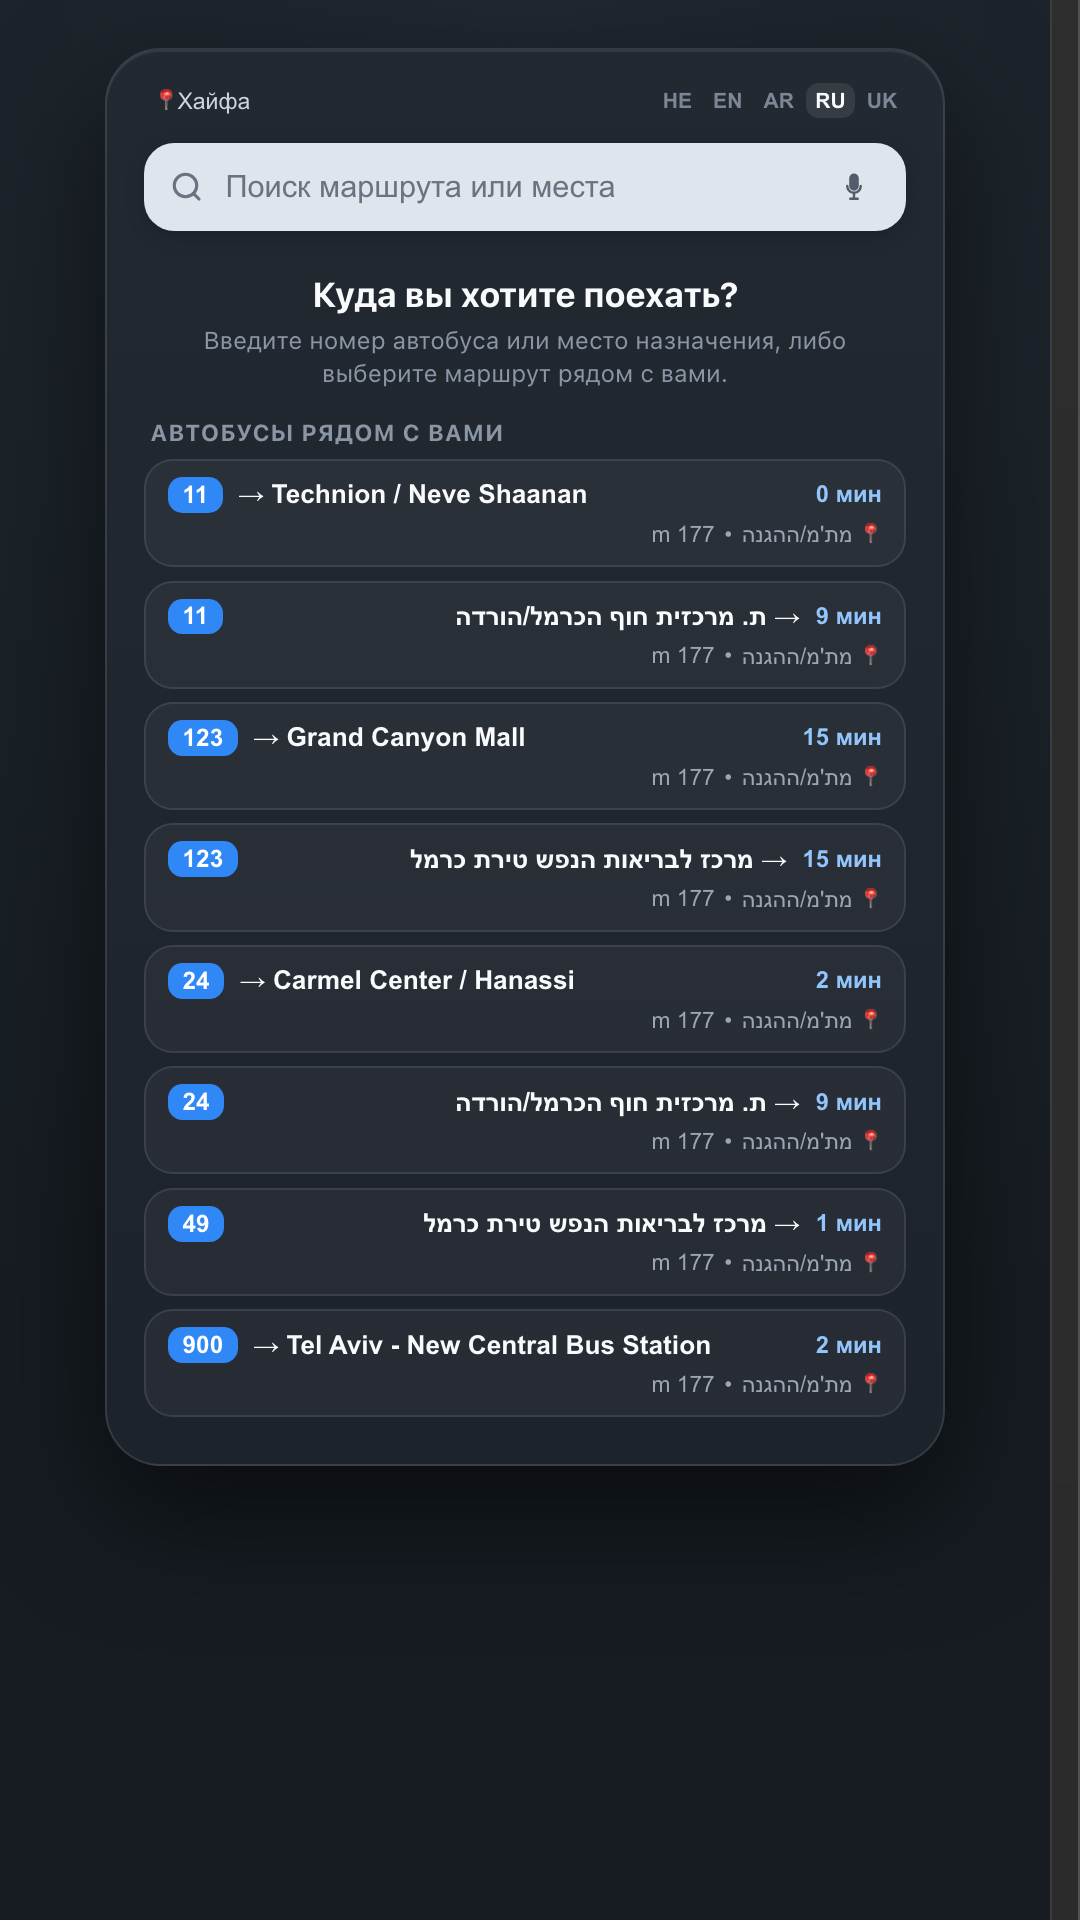 📍Хайфа
HE EN AR RU UK
Поиск маршрута или места
Куда вы хотите поехать?
Введите номер автобуса или место назначения, либо
выберите маршрут рядом с вами.
АВТОБУСЫ РЯДОМ С ВАМИ
11 → Technion / Neve Shaanan 0 мин
📍 מת'מ/ההגנה • 177 m
11 → ת. מרכזית חוף הכרמל/הורדה 9 мин
📍 מת'מ/ההגנה • 177 m
123 → Grand Canyon Mall 15 мин
📍 מת'מ/ההגנה • 177 m
123 → מרכז לבריאות הנפש טירת כרמל 15 мин
📍 מת'מ/ההגנה • 177 m
24 → Carmel Center / Hanassi 2 мин
📍 מת'מ/ההגנה • 177 m
24 → ת. מרכזית חוף הכרמל/הורדה 9 мин
📍 מת'מ/ההגנה • 177 m
49 → מרכז לבריאות הנפש טירת כרמל 1 мин
📍 מת'מ/ההגנה • 177 m
900 → Tel Aviv - New Central Bus Station 2 мин
📍 מת'מ/ההגנה • 177 m